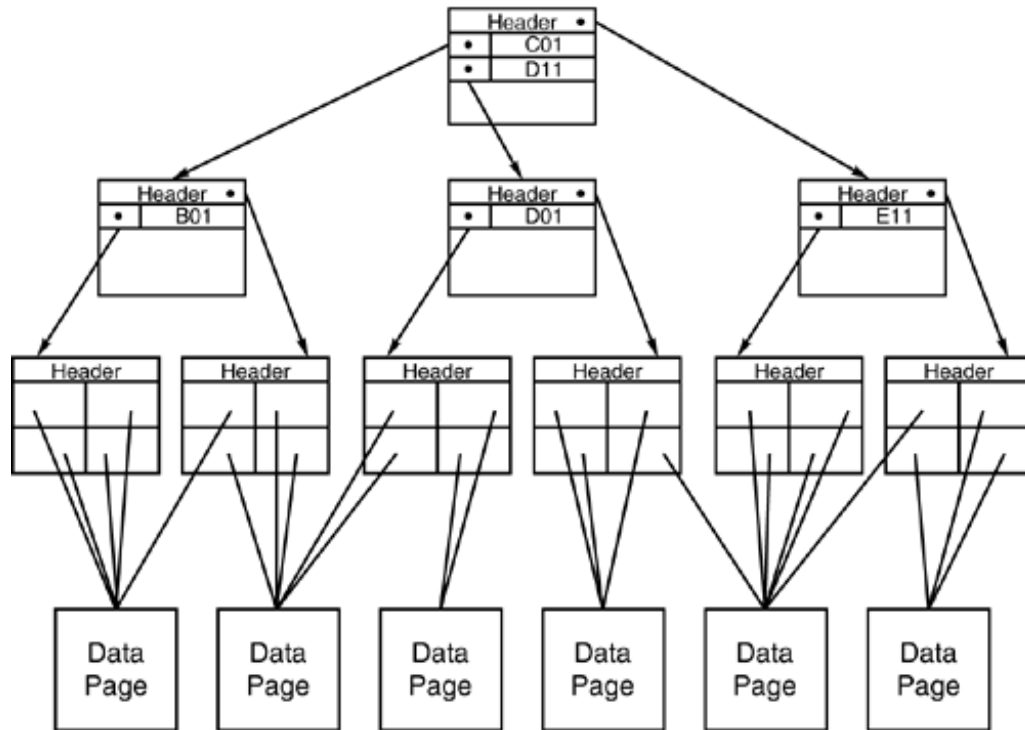 Header
C01
D11
Header
B01
Header
D01
Header
E11
Header
Header
Header
Header
Header
Header
Data
Page
Data
Page
Data
Page
Data
Page
Data
Page
Data
Page